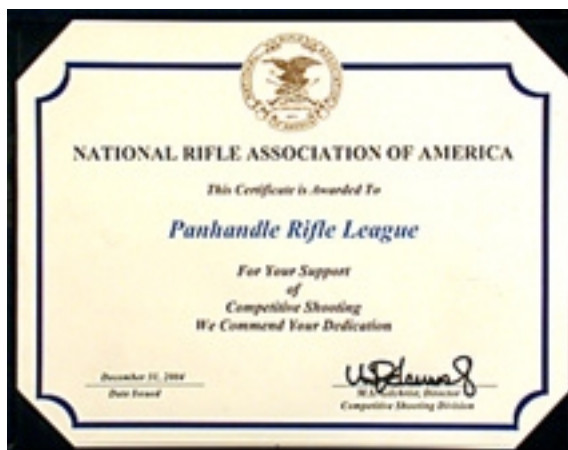 NATIONAL RIFLE ASSOCIATION OF AMERICA
This Certificate is Awarded To
Panhandle Rifle League
For Your Support
of
Competitive Shooting
We Commend Your Dedication
December 31, 2004
Date Issued
Director
Competitive Shooting Division